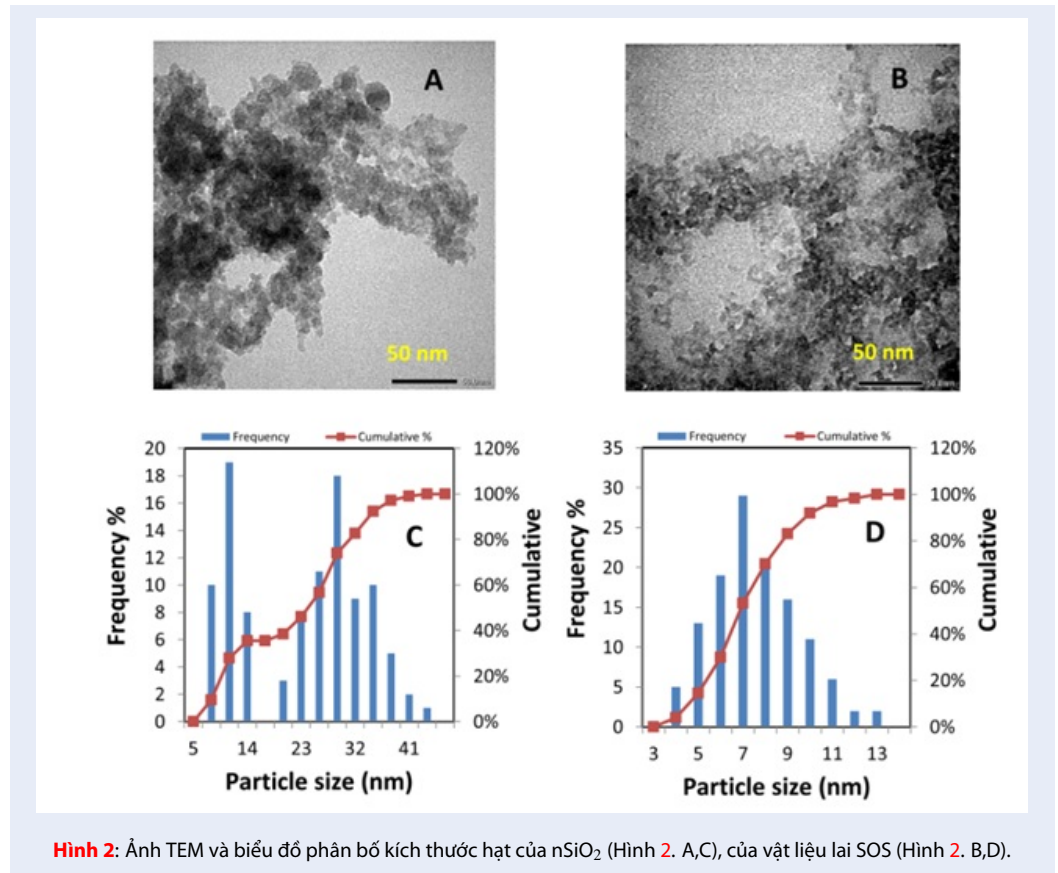 A
50 nm
B
50 nm
Frequency
Cumulative %
20
18
16
14
12
10
8
6
4
2
0
120%
100%
80%
60%
40%
20%
0%
C
Frequency %
Cumulative
5 14 23 32 41
Particle size (nm)
Frequency
Cumulative %
35
30
25
20
15
10
5
0
120%
100%
80%
60%
40%
20%
0%
D
Frequency %
Cumulative
3 5 7 9 11 13
Particle size (nm)
Hình 2: Ảnh TEM và biểu đồ phân bố kích thước hạt của nSiO₂ (Hình 2. A,C), của vật liệu lai SOS (Hình 2. B,D).